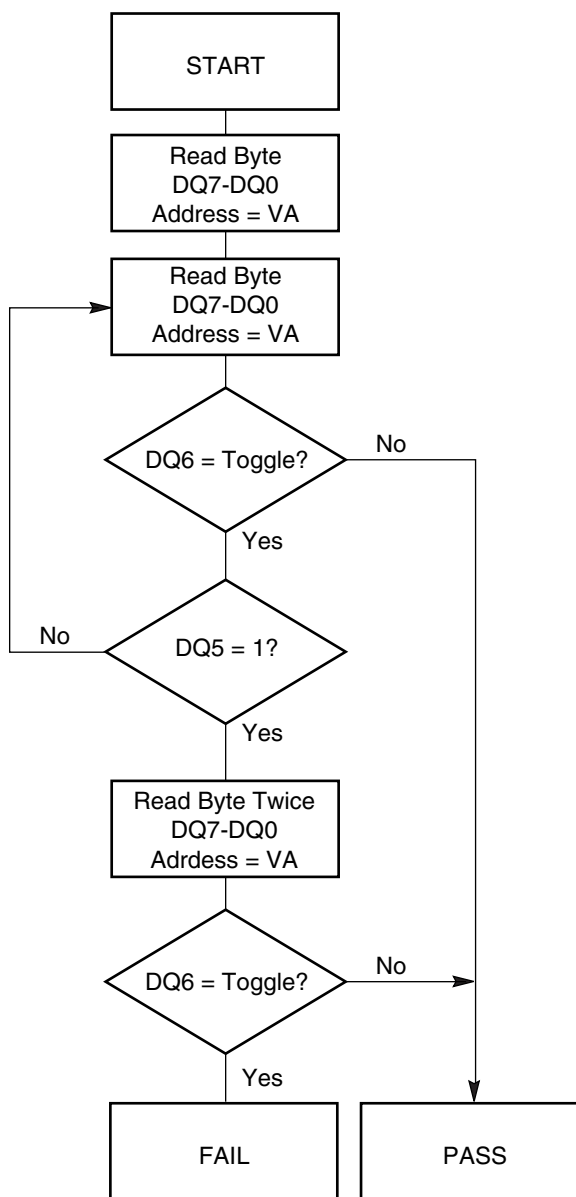 START
Read Byte
DQ7-DQ0
Address = VA
Read Byte
DQ7-DQ0
Address = VA
DQ6 = Toggle?
No
Yes
No
DQ5 = 1?
Yes
Read Byte Twice
DQ7-DQ0
Adrdess = VA
DQ6 = Toggle?
No
Yes
FAIL
PASS